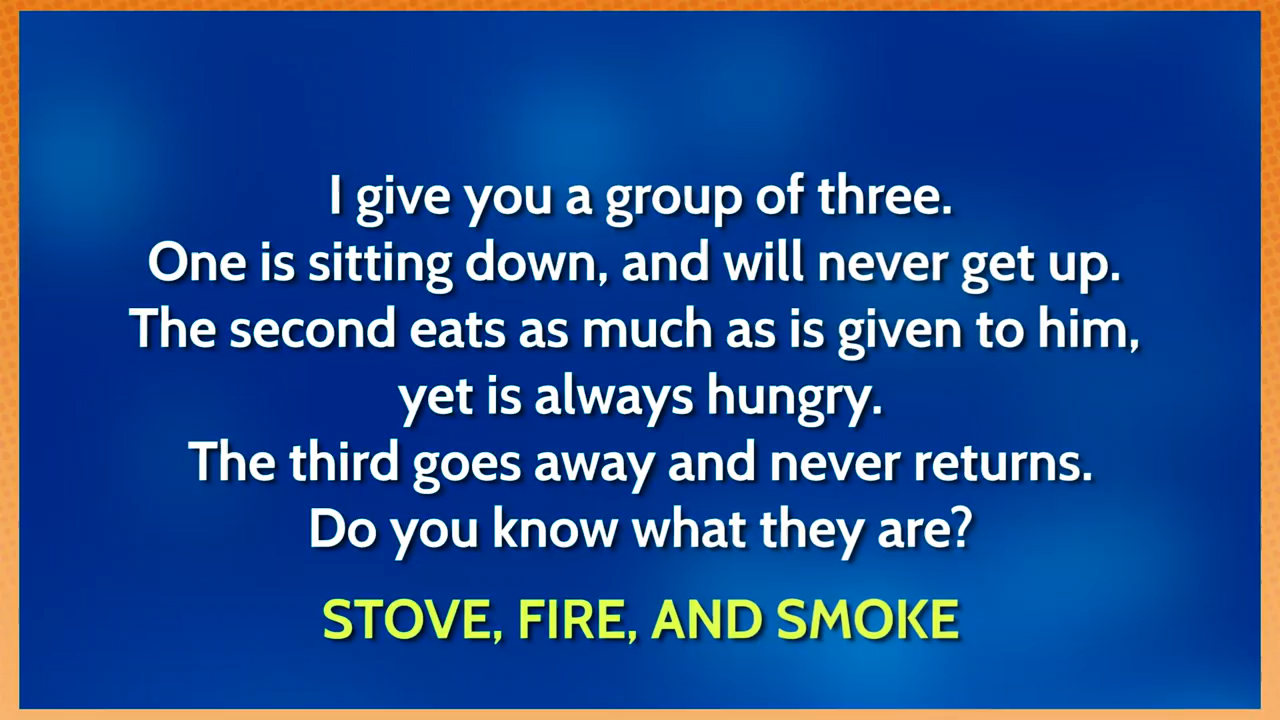 I give you a group of three.
One is sitting down, and will never get up.
The second eats as much as is given to him,
yet is always hungry.
The third goes away and never returns.
Do you know what they are?
STOVE, FIRE, AND SMOKE